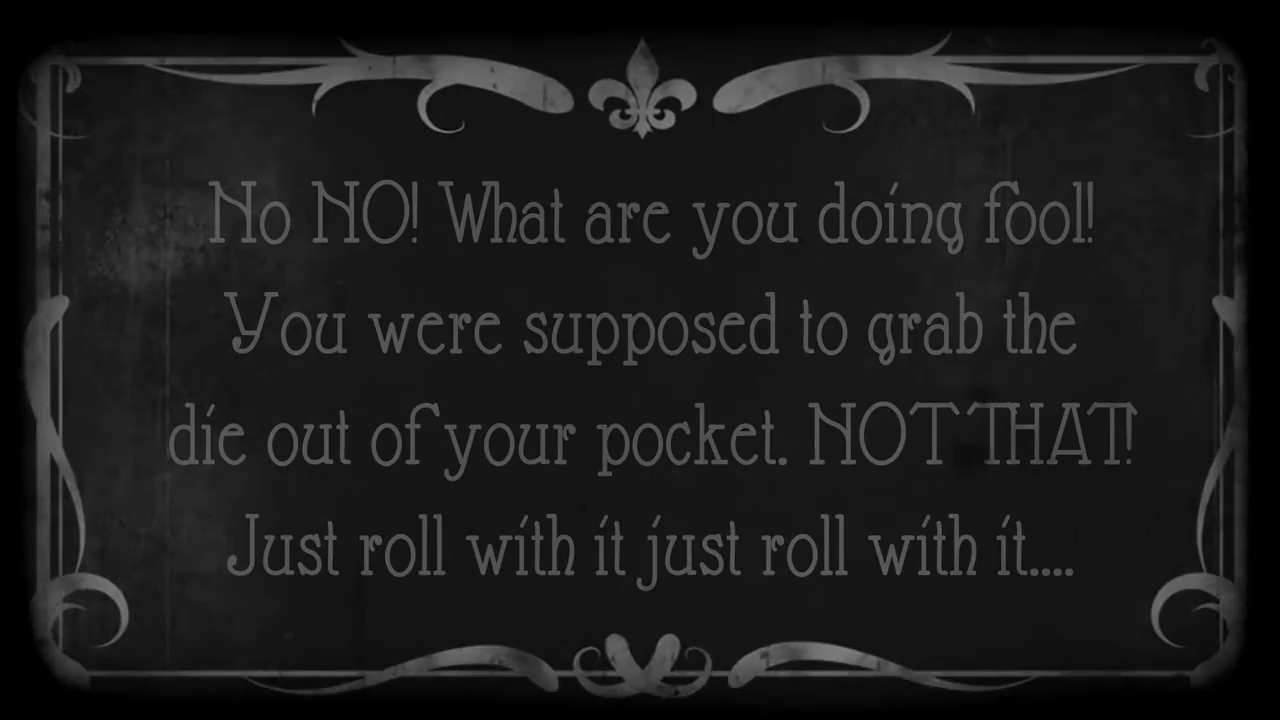 No NO! What are you doing fool!
You were supposed to grab the
die out of your pocket. NOT THAT!
Just roll with it just roll with it....